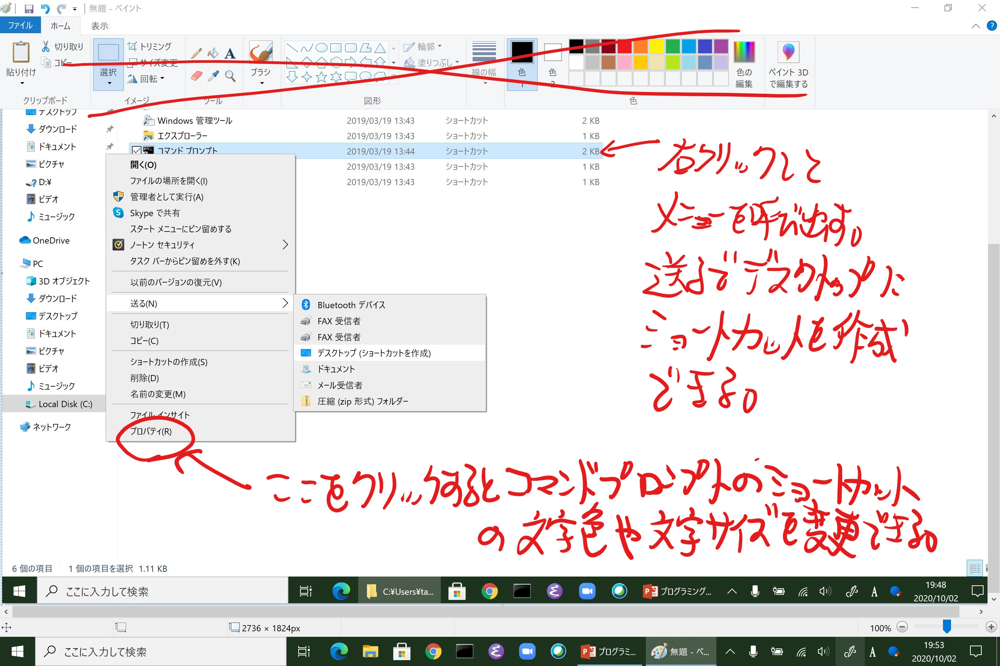 無題 - ペイント
ファイル ホーム 表示
貼り付け
切り取り
コピー
クリップボード
選択
トリミング
サイズ変更
回転
イメージ
A
ツール
ブラシ
図形
輪郭
塗りつぶし
線の幅
色
1
色
2
色の
編集
色
ペイント 3D
で編集する
デスクトップ
ダウンロード
ドキュメント
ピクチャ
D:¥
ビデオ
ミュージック
OneDrive
PC
3D オブジェクト
ダウンロード
デスクトップ
ドキュメント
ピクチャ
ビデオ
ミュージック
Local Disk (C:)
ネットワーク
Windows 管理ツール 2019/03/19 13:43 ショートカット 2 KB
エクスプローラー 2019/03/19 13:43 ショートカット 1 KB
コマンド プロンプト 2019/03/19 13:44 ショートカット 2 KB
2019/03/19 13:43 ショートカット 1 KB
2019/03/19 13:43 ショートカット 1 KB
開く(O)
ファイルの場所を開く(I)
管理者として実行(A)
Skype で共有
スタート メニューにピン留めする
ノートン セキュリティ
タスク バーからピン留めを外す(K)
以前のバージョンの復元(V)
送る(N)
切り取り(T)
コピー(C)
ショートカットの作成(S)
削除(D)
名前の変更(M)
ファイル インサイト
プロパティ(R)
Bluetooth デバイス
FAX 受信者
FAX 受信者
デスクトップ (ショートカットを作成)
ドキュメント
メール受信者
圧縮 (zip 形式) フォルダー
右クリックして
メニューを呼び出す。
送るでデスクトップに
ショートカットを作成
できる。
ここをクリックするとコマンドプロンプトのショートカット
の文字色や文字サイズを変更できる。
6 個の項目 1 個の項目を選択 1.11 KB
ここに入力して検索
C:¥Users¥ta...
プログラミング...
A
19:48
2020/10/02
2736 × 1824px
100%
ここに入力して検索
プログラミ...
無題 - ペ...
A
19:53
2020/10/02